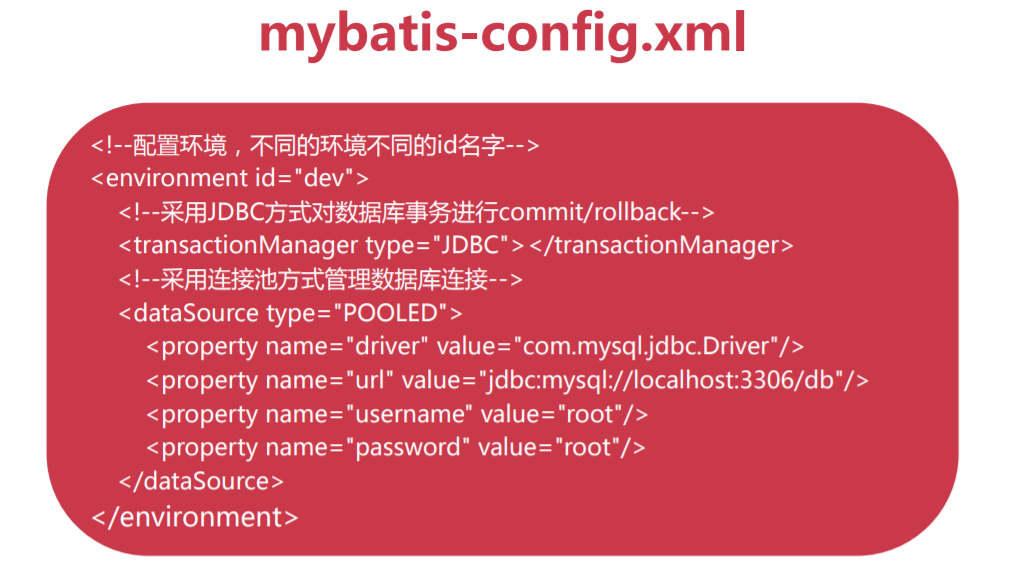 mybatis-config.xml
<!--配置环境，不同的环境不同的id名字-->
<environment id="dev">
<!--采用JDBC方式对数据库事务进行commit/rollback-->
<transactionManager type="JDBC"></transactionManager>
<!--采用连接池方式管理数据库连接-->
<dataSource type="POOLED">
<property name="driver" value="com.mysql.jdbc.Driver"/>
<property name="url" value="jdbc:mysql://localhost:3306/db"/>
<property name="username" value="root"/>
<property name="password" value="root"/>
</dataSource>
</environment>